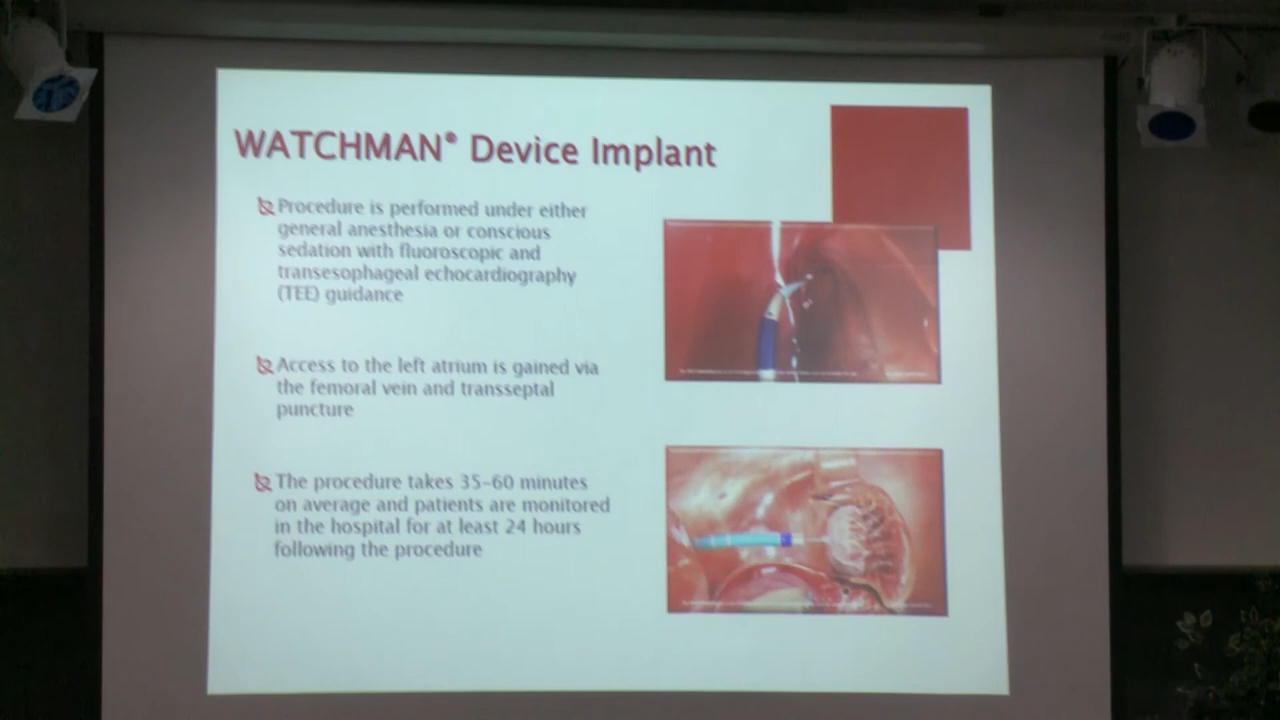 WATCHMAN® Device Implant
Procedure is performed under either
general anesthesia or conscious
sedation with fluoroscopic and
transesophageal echocardiography
(TEE) guidance
Access to the left atrium is gained via
the femoral vein and transseptal
puncture
The procedure takes 35-60 minutes
on average and patients are monitored
in the hospital for at least 24 hours
following the procedure